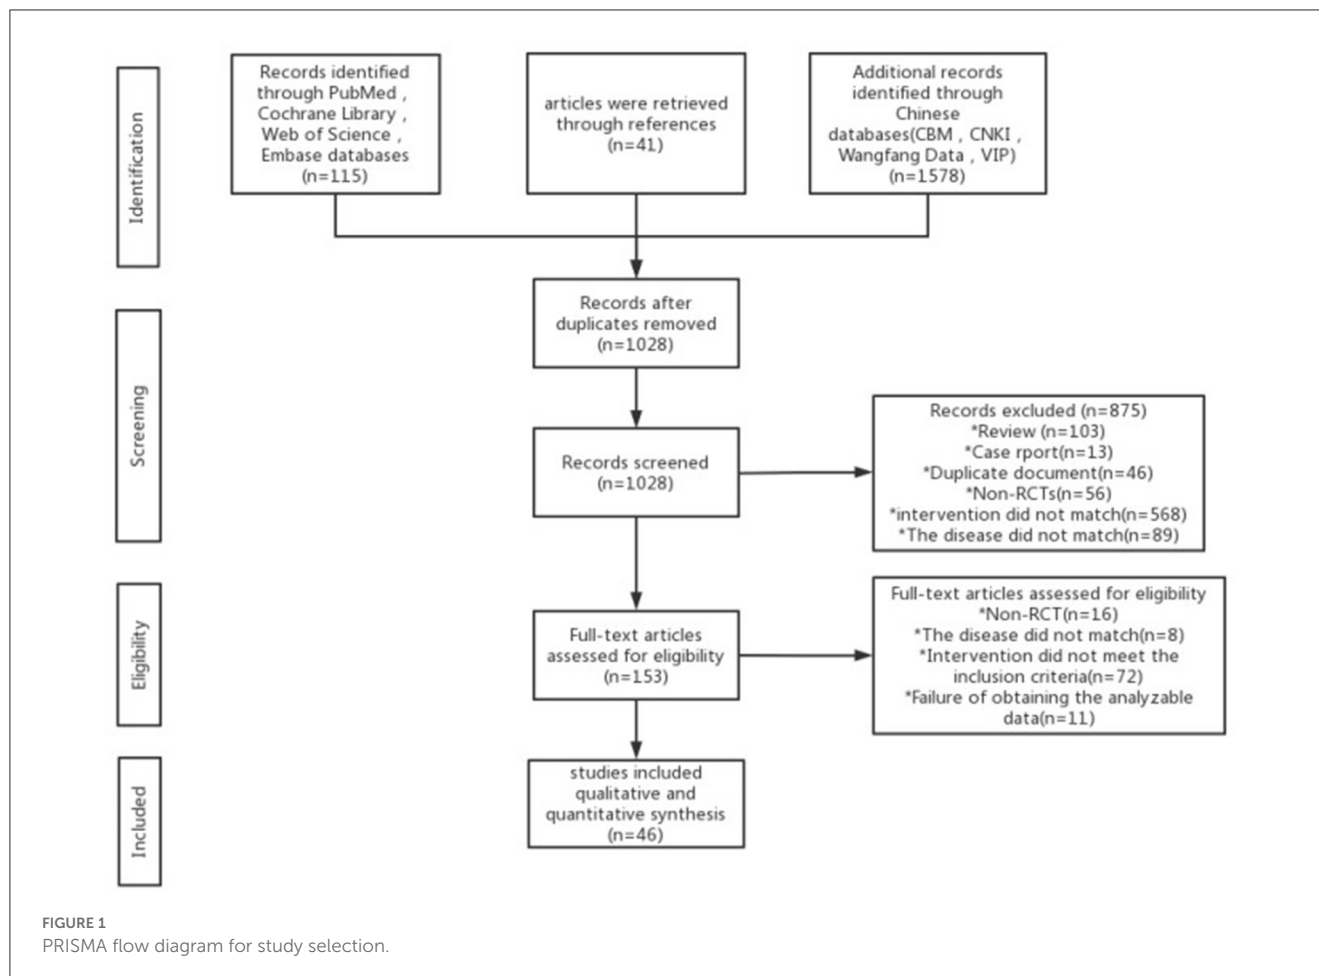 Identification
Records identified
through PubMed ,
Cochrane Library ,
Web of Science ,
Embase databases
(n=115)
articles were retrieved
through references
(n=41)
Additional records
identified through
Chinese
databases(CBM , CNKI ,
Wangfang Data , VIP)
(n=1578)
Screening
Records after
duplicates removed
(n=1028)
Records screened
(n=1028)
Records excluded (n=875)
*Review (n=103)
*Case rport(n=13)
*Duplicate document(n=46)
*Non-RCTs(n=56)
*intervention did not match(n=568)
*The disease did not match(n=89)
Eligibility
Full-text articles
assessed for eligibility
(n=153)
Full-text articles assessed for eligibility
*Non-RCT(n=16)
*The disease did not match(n=8)
*Intervention did not meet the
inclusion criteria(n=72)
*Failure of obtaining the analyzable
data(n=11)
Included
studies included
qualitative and
quantitative synthesis
(n=46)
FIGURE 1
PRISMA flow diagram for study selection.